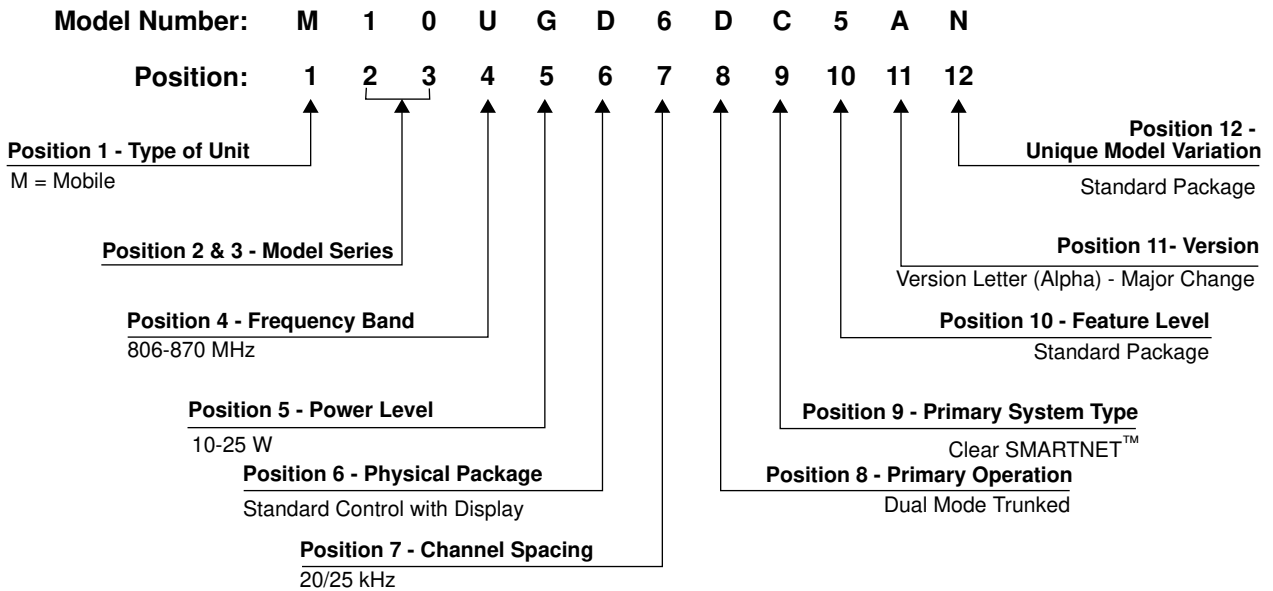 Model Number: M 1 0 U G D 6 D C 5 A N
Position: 1 2 3 4 5 6 7 8 9 10 11 12
Position 1 - Type of Unit
M = Mobile
Position 2 & 3 - Model Series
Position 4 - Frequency Band
806-870 MHz
Position 5 - Power Level
10-25 W
Position 6 - Physical Package
Standard Control with Display
Position 7 - Channel Spacing
20/25 kHz
Position 12 -
Unique Model Variation
Standard Package
Position 11- Version
Version Letter (Alpha) - Major Change
Position 10 - Feature Level
Standard Package
Position 9 - Primary System Type
Clear SMARTNET™
Position 8 - Primary Operation
Dual Mode Trunked